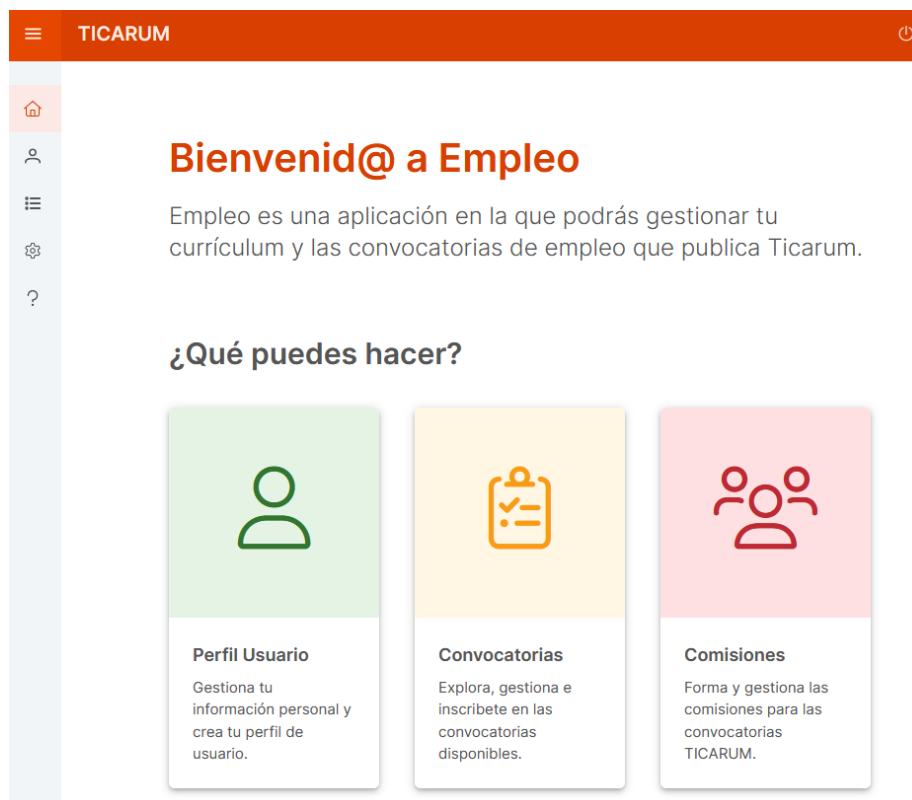 TICARUM
Bienvenid@ a Empleo
Empleo es una aplicación en la que podrás gestionar tu
currículum y las convocatorias de empleo que publica Ticarum.
¿Qué puedes hacer?
Perfil Usuario
Gestiona tu
información personal y
crea tu perfil de
usuario.
Convocatorias
Explora, gestiona e
inscribete en las
convocatorias
disponibles.
Comisiones
Forma y gestiona las
comisiones para las
convocatorias
TICARUM.